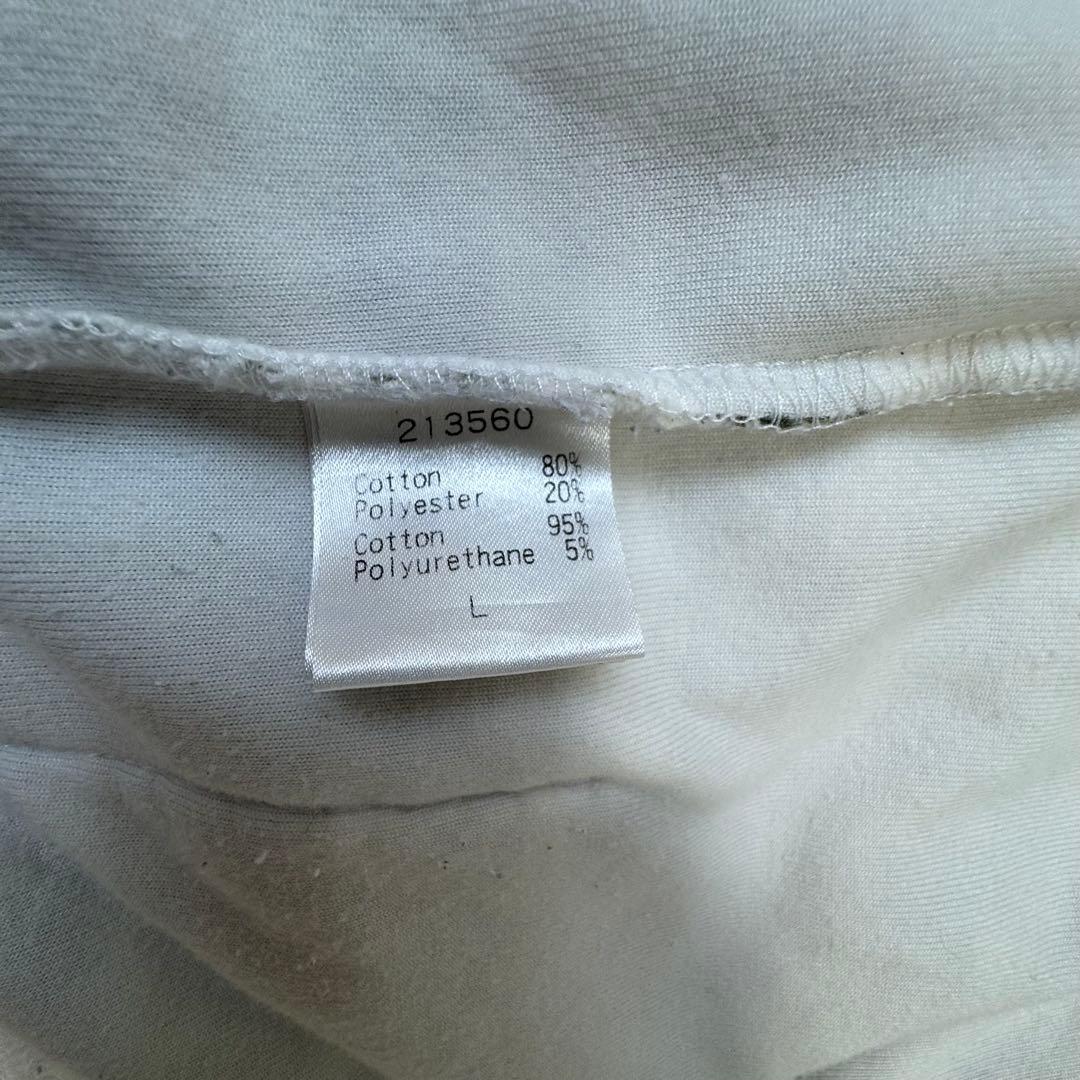 213560
Cotton 80%
Polyester 20%
Cotton 95%
Polyurethane 5%
L